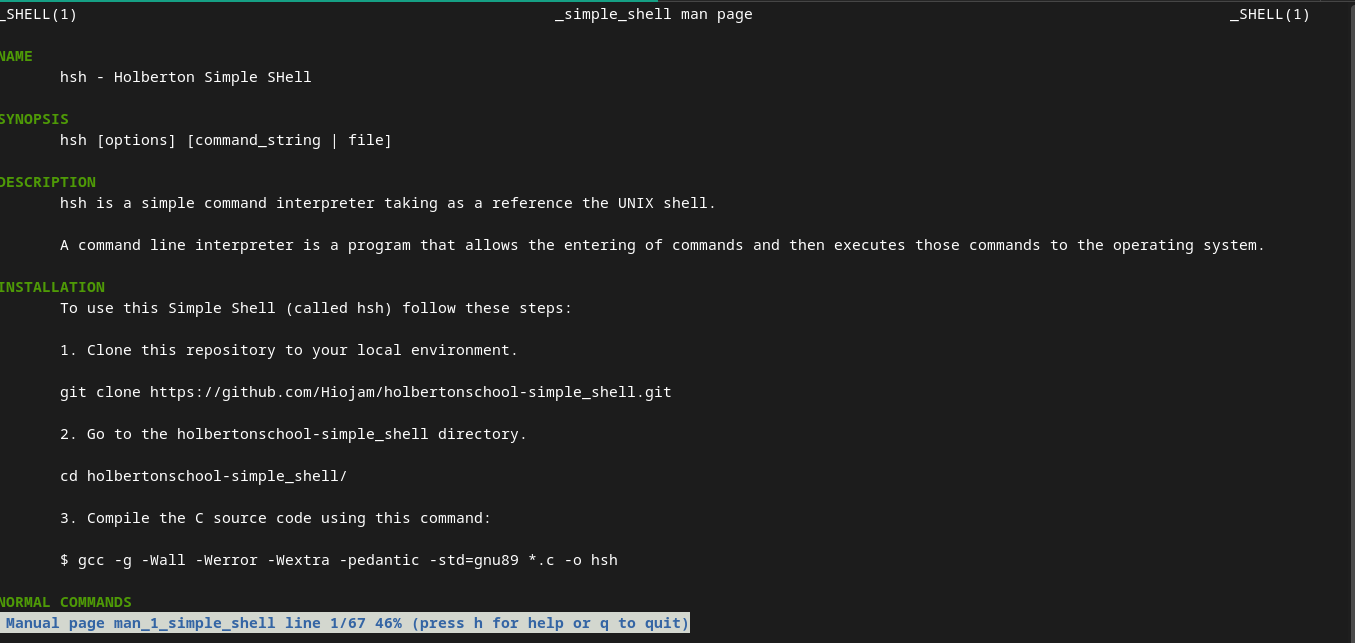 _SHELL(1) _simple_shell man page _SHELL(1)
NAME
hsh - Holberton Simple SHell
SYNOPSIS
hsh [options] [command_string | file]
DESCRIPTION
hsh is a simple command interpreter taking as a reference the UNIX shell.
A command line interpreter is a program that allows the entering of commands and then executes those commands to the operating system.
INSTALLATION
To use this Simple Shell (called hsh) follow these steps:
1. Clone this repository to your local environment.
git clone https://github.com/Hiojam/holbertonschool-simple_shell.git
2. Go to the holbertonschool-simple_shell directory.
cd holbertonschool-simple_shell/
3. Compile the C source code using this command:
$ gcc -g -Wall -Werror -Wextra -pedantic -std=gnu89 *.c -o hsh
NORMAL COMMANDS
Manual page man_1_simple_shell line 1/67 46% (press h for help or q to quit)